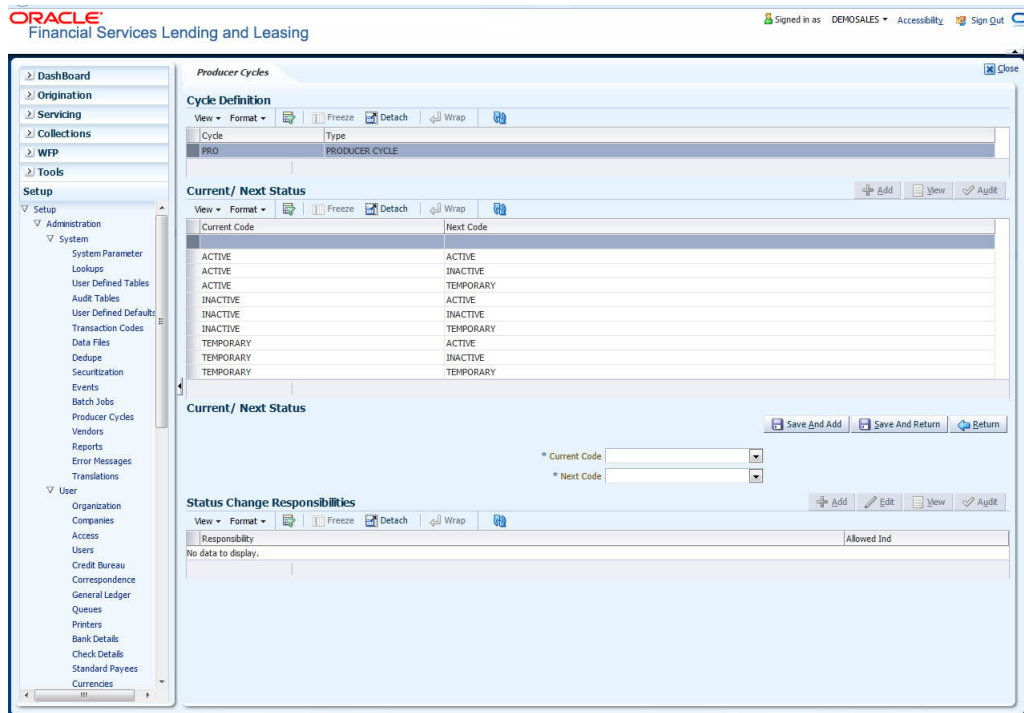 ORACLE
Financial Services Lending and Leasing
Signed in as DEMOSALES Accessibility Sign Out
DashBoard
Origination
Servicing
Collections
WFP
Tools
Setup
Setup
Administration
System
System Parameter
Lookups
User Defined Tables
Audit Tables
User Defined Defaults
Transaction Codes
Data Files
Dedupe
Securitization
Events
Batch Jobs
Producer Cycles
Vendors
Reports
Error Messages
Translations
User
Organization
Companies
Access
Users
Credit Bureau
Correspondence
General Ledger
Queues
Printers
Bank Details
Check Details
Standard Payees
Currencies
Producer Cycles
Close
Cycle Definition
View Format Freeze Detach Wrap
Cycle Type
PRO PRODUCER CYCLE
Current/ Next Status
Add View Audit
View Format Freeze Detach Wrap
Current Code Next Code
ACTIVE ACTIVE
ACTIVE INACTIVE
ACTIVE TEMPORARY
INACTIVE ACTIVE
INACTIVE INACTIVE
INACTIVE TEMPORARY
TEMPORARY ACTIVE
TEMPORARY INACTIVE
TEMPORARY TEMPORARY
Current/ Next Status
Save And Add Save And Return Return
* Current Code
* Next Code
Status Change Responsibilities
Add Edit View Audit
View Format Freeze Detach Wrap
Responsibility Allowed Ind
No data to display.